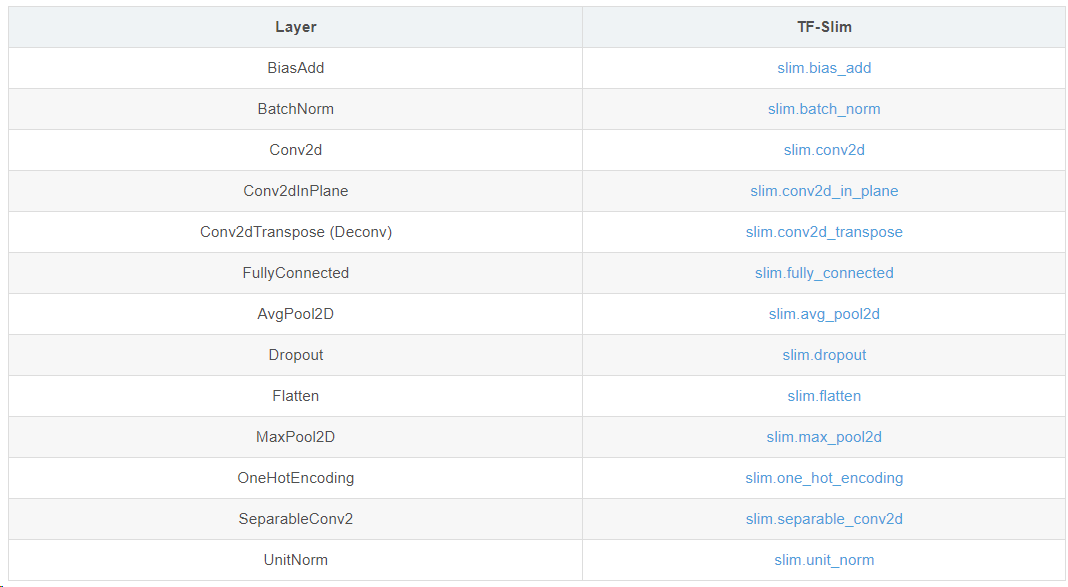 Layer TF-Slim
BiasAdd slim.bias_add
BatchNorm slim.batch_norm
Conv2d slim.conv2d
Conv2dInPlane slim.conv2d_in_plane
Conv2dTranspose (Deconv) slim.conv2d_transpose
FullyConnected slim.fully_connected
AvgPool2D slim.avg_pool2d
Dropout slim.dropout
Flatten slim.flatten
MaxPool2D slim.max_pool2d
OneHotEncoding slim.one_hot_encoding
SeparableConv2 slim.separable_conv2d
UnitNorm slim.unit_norm